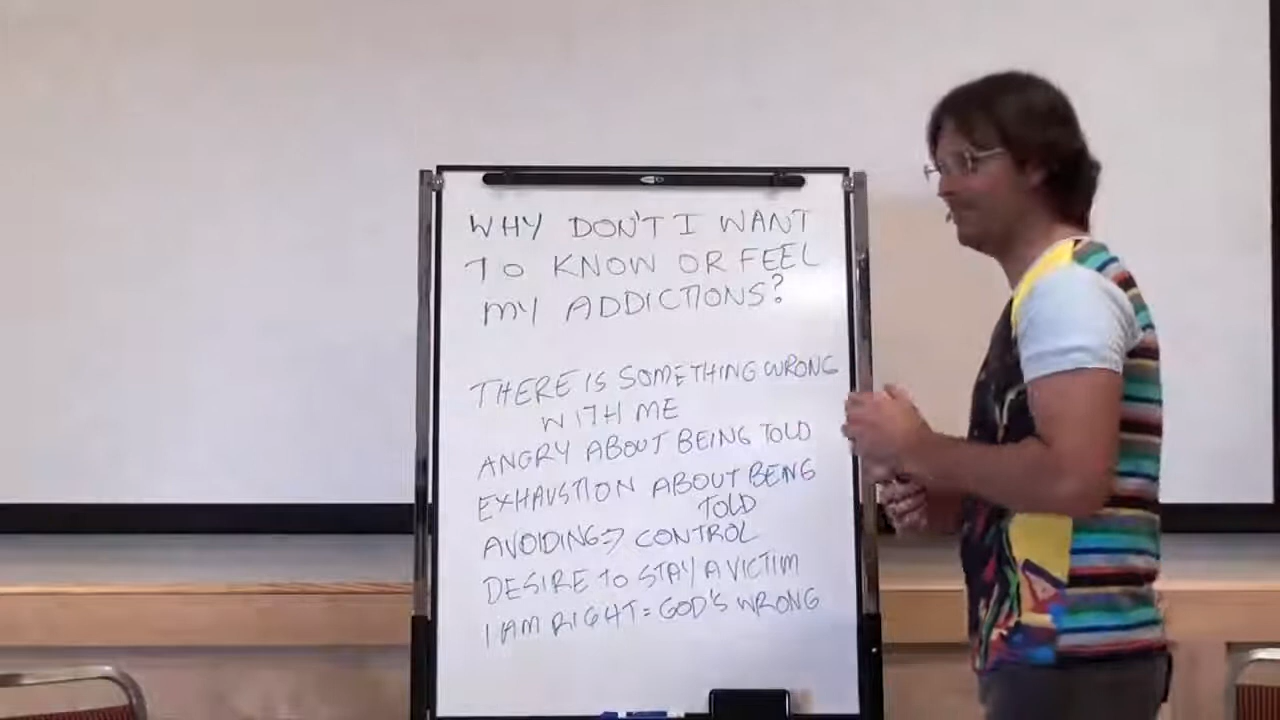 WHY DON'T I WANT
TO KNOW OR FEEL
MY ADDICTIONS?
THERE IS SOMETHING WRONG
WITH ME
ANGRY ABOUT BEING TOLD
EXHAUSTION ABOUT BEING
TOLD
AVOIDING => CONTROL
DESIRE TO STAY A VICTIM
I AM RIGHT = GOD'S WRONG